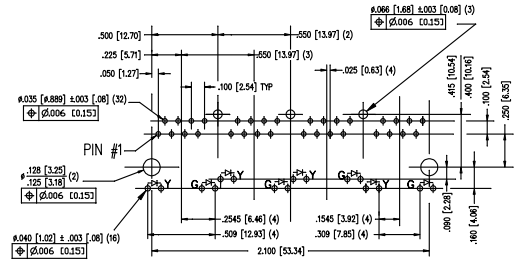 ø.066 [1.68] ±.003 [0.08] (3)
⌖ ∅.006 [0.15]
.500 [12.70]
.550 [13.97] (2)
.225 [5.71]
.550 [13.97] (3)
.050 [1.27]
.025 [0.63] (4)
.100 [2.54] TYP
.415 [10.54]
.400 [10.16]
.100 [2.54]
.250 [6.35]
ø.035 [ø.889] ±.003 [.08] (32)
⌖ ∅.006 [0.15]
PIN #1
ø .128 [3.25]
.125 [3.18] (2)
⌖ ∅.006 [0.15]
Y G Y G Y G Y G
ø.040 [1.02] ± .003 [.08] (16)
⌖ ∅.006 [0.15]
.2545 [6.46] (4)
.1545 [3.92] (4)
.509 [12.93] (4)
.309 [7.85] (4)
2.100 [53.34]
.090 [2.28]
.160 [4.06]